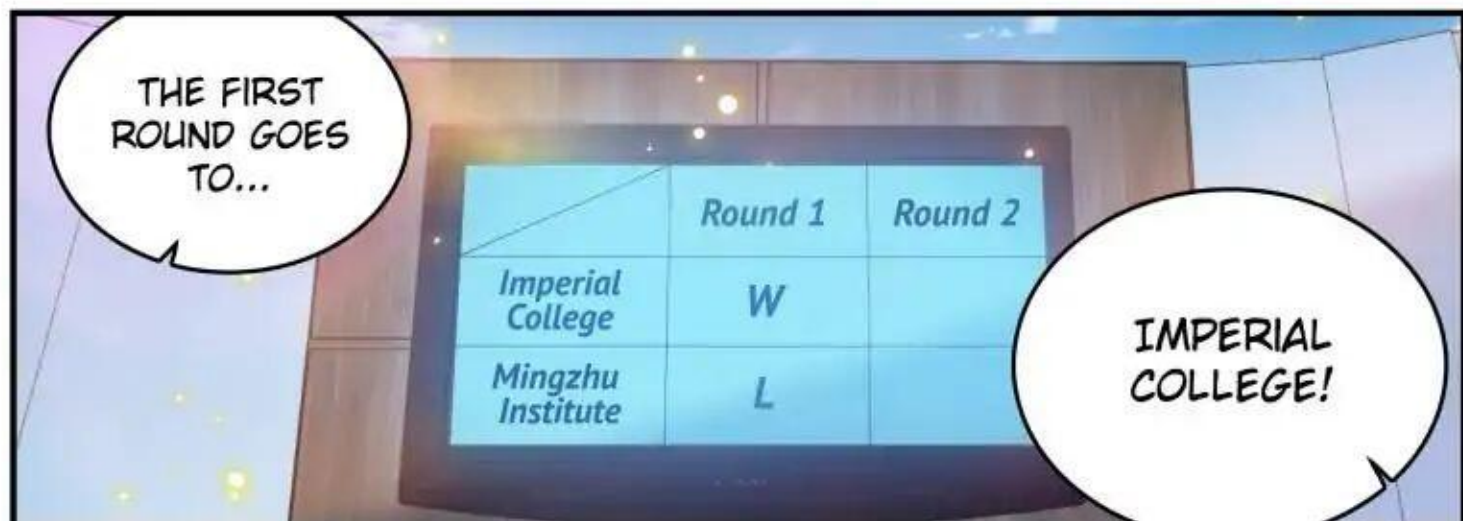 THE FIRST
ROUND GOES
TO...
Round 1
Round 2
Imperial
College
W
Mingzhu
Institute
L
IMPERIAL
COLLEGE!